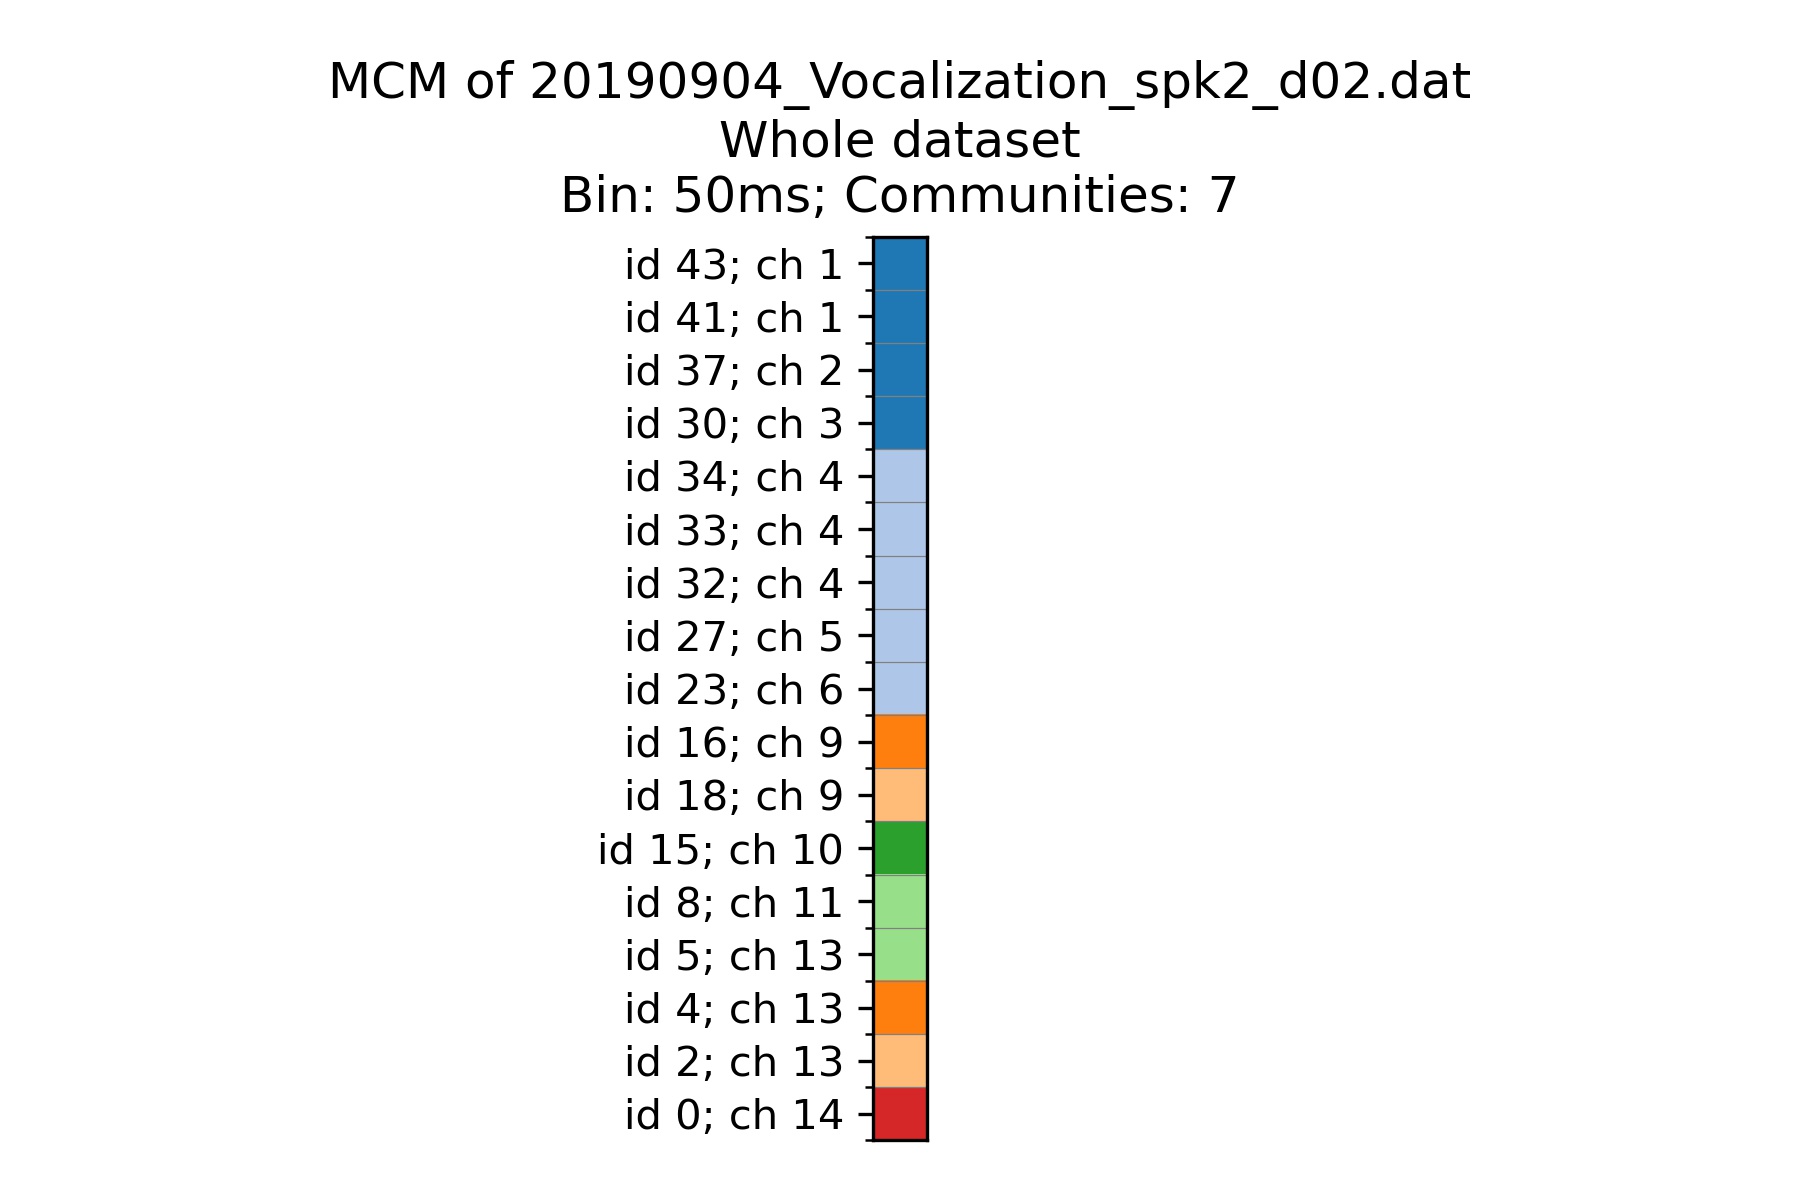 MCM of 20190904_Vocalization_spk2_d02.dat
Whole dataset
Bin: 50ms; Communities: 7
id 43; ch 1
id 41; ch 1
id 37; ch 2
id 30; ch 3
id 34; ch 4
id 33; ch 4
id 32; ch 4
id 27; ch 5
id 23; ch 6
id 16; ch 9
id 18; ch 9
id 15; ch 10
id 8; ch 11
id 5; ch 13
id 4; ch 13
id 2; ch 13
id 0; ch 14